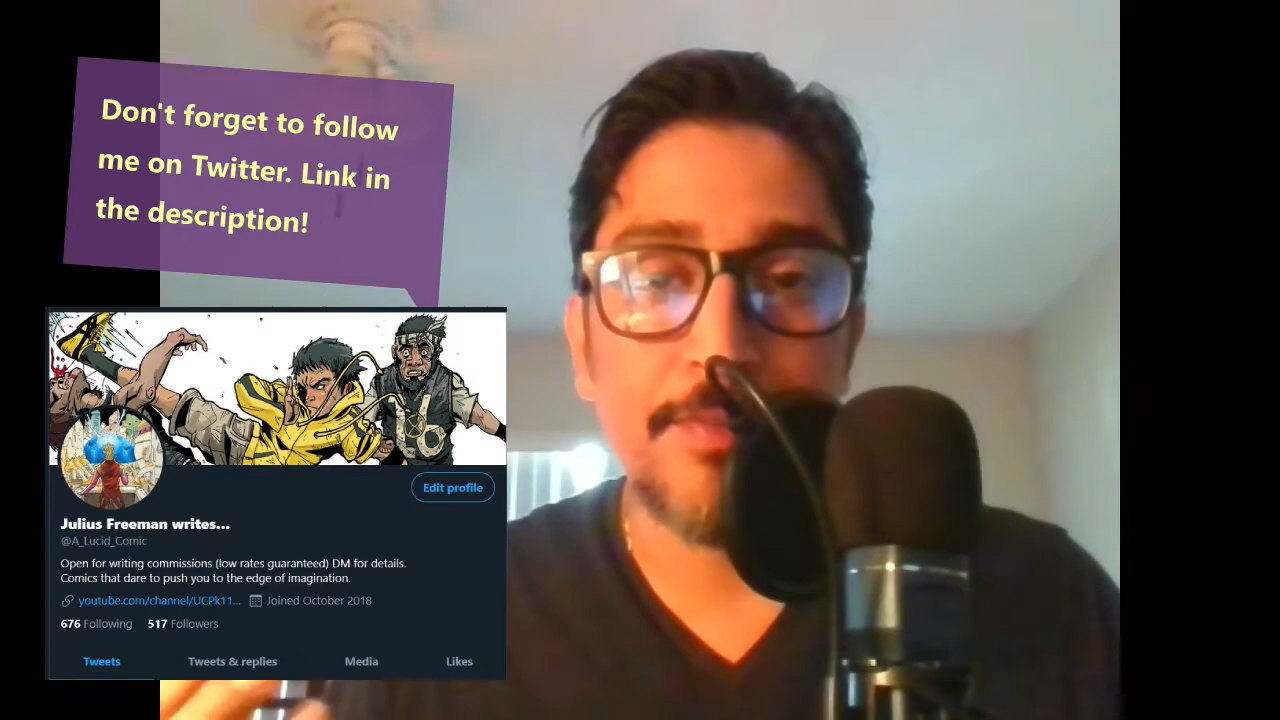 Don't forget to follow
me on Twitter. Link in
the description!
Edit profile
Julius Freeman writes...
@A_Lucid_Comic
Open for writing commissions (low rates guaranteed) DM for details.
Comics that dare to push you to the edge of imagination.
youtube.com/channel/UCPk11... Joined October 2018
676 Following 517 Followers
Tweets Tweets & replies Media Likes